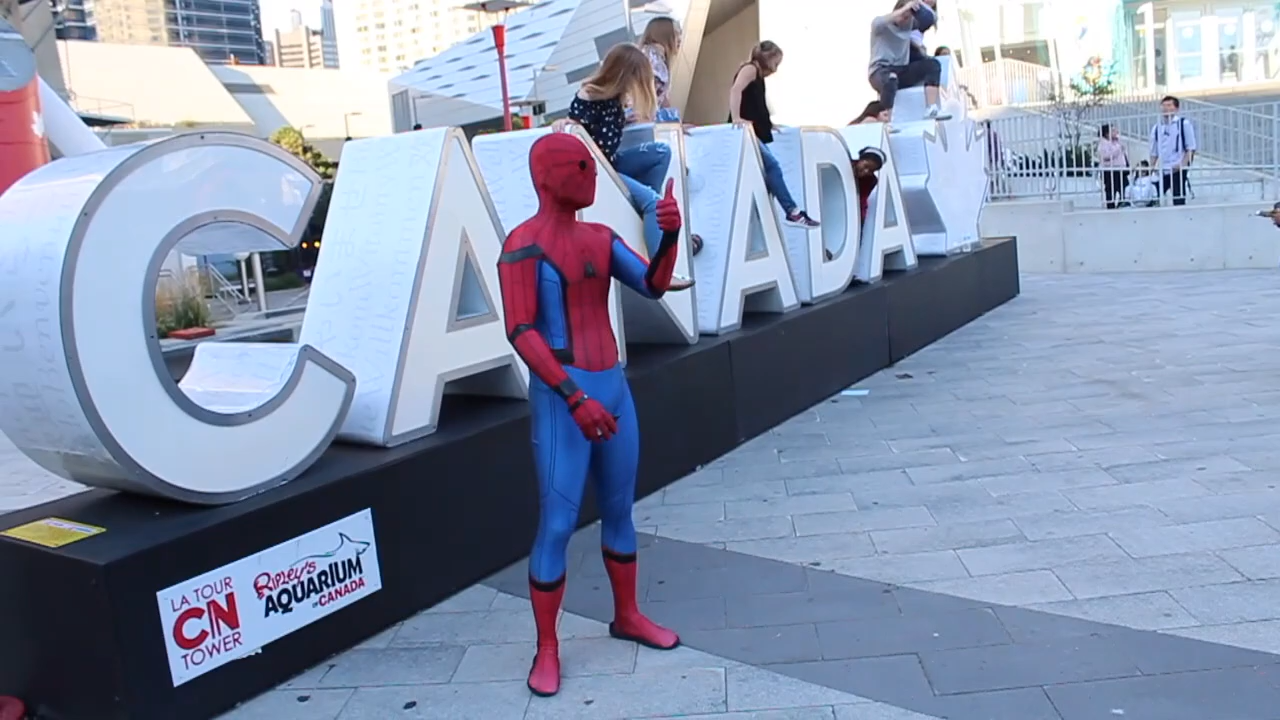 CANADA
LA TOUR
CN
TOWER
RIPLEY'S
AQUARIUM
OF CANADA